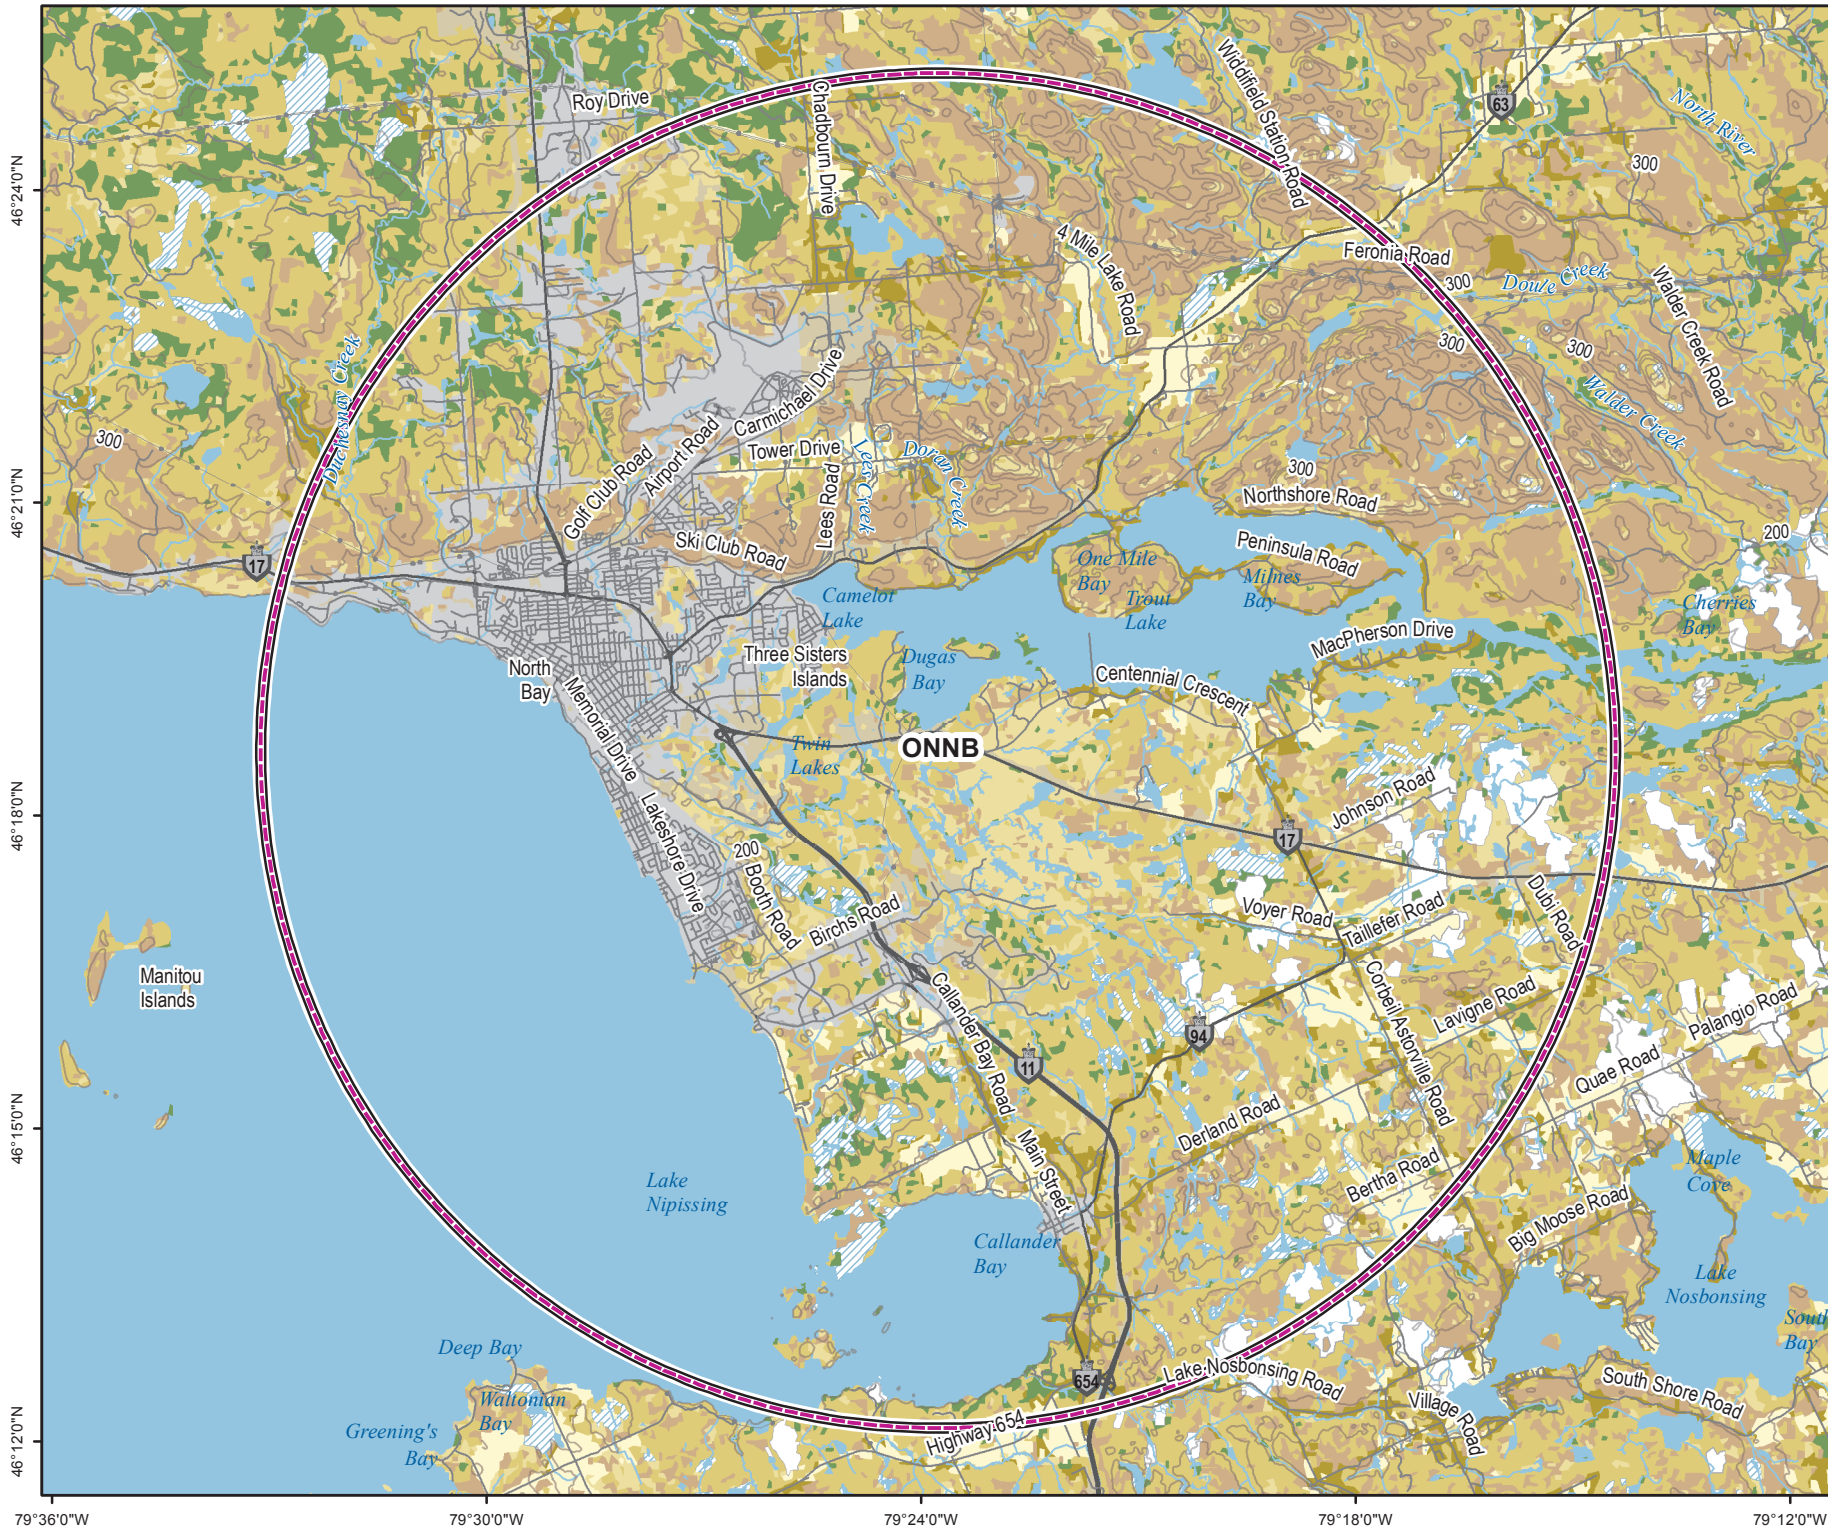 Roy Drive
Chadbourn Drive
Widdifield Station Road
63
North River
300
46°24'0"N
4 Mile Lake Road
Feronia Road
300
Walder Creek Road
300
300
Duchesnay Creek
Carmichael Drive
Walder Creek
300
Golf Club Road
Airport Road
Tower Drive
Lees Creek
Doran Creek
Lees Road
300
Northshore Road
46°21'0"N
17
Ski Club Road
Peninsula Road
200
One Mile
Bay
Milnes
Bay
Trout
Lake
Camelot
Lake
Cherries
Bay
MacPherson Drive
North
Bay
Three Sisters
Islands
Dugas
Bay
Centennial Crescent
Memorial Drive
Twin
Lakes
ONNB
46°18'0"N
Johnson Road
17
Lakeshore Drive
200
Booth Road
Birchs Road
Voyer Road
Taillefer Road
Dubi Road
Manitou
Islands
Callander Bay Road
Corbeil Astorville Road
Lavigne Road
Palangio Road
94
11
Quae Road
46°15'0"N
Derland Road
Main Street
Bertha Road
Maple
Cove
Lake
Nipissing
Big Moose Road
Callander
Bay
Lake
Nosbonsing
South
Bay
Deep Bay
654
Lake Nosbonsing Road
South Shore Road
Waltonian
Bay
Village Road
Greening's
Bay
Highway 654
46°12'0"N
79°36'0"W
79°30'0"W
79°24'0"W
79°18'0"W
79°12'0"W